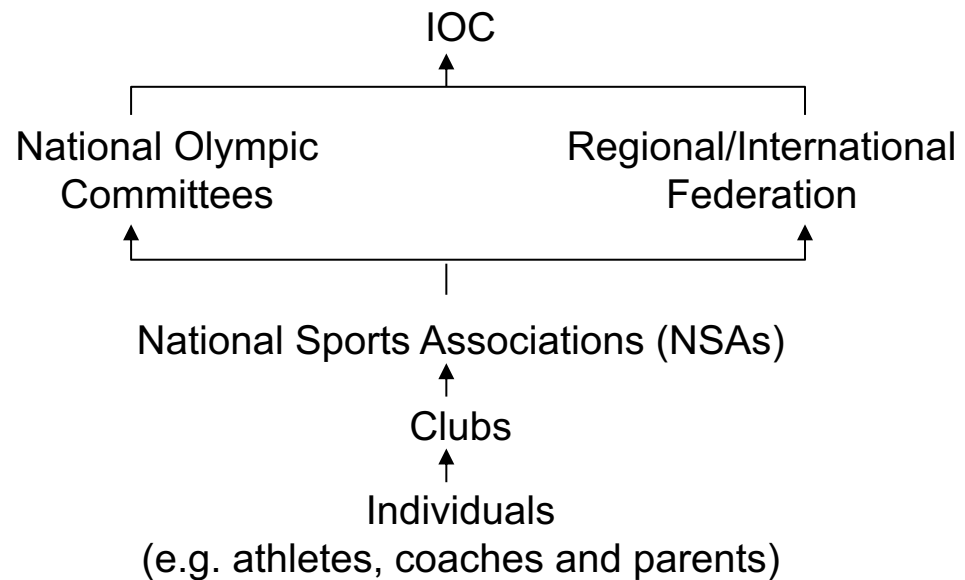 IOC
National Olympic
Committees
Regional/International
Federation
National Sports Associations (NSAs)
Clubs
Individuals
(e.g. athletes, coaches and parents)